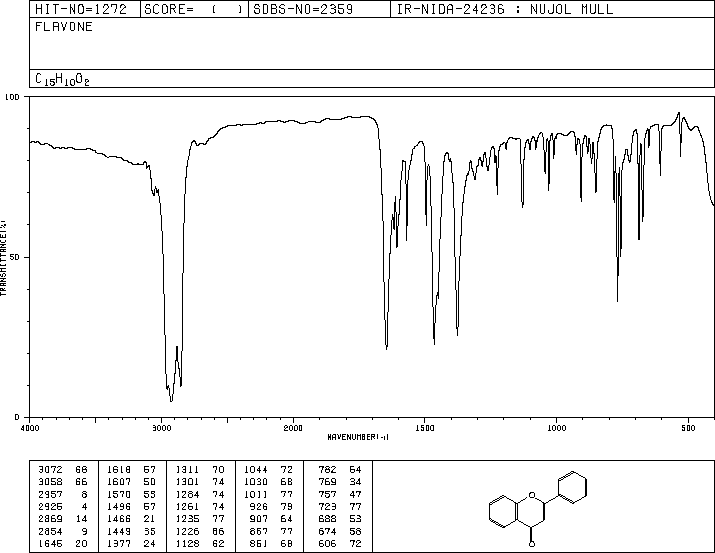 HIT-NO=1272 SCORE= ( ) SDBS-NO=2359 IR-NIDA-24236 : NUJOL MULL
FLAVONE
C15H10O2
100
50
0
TRANSMITTANCE(%)
4000 3000 2000 1500 1000 500
WAVENUMBER(-1)
3072 68 1618 57 1311 70 1044 72 782 64
3058 66 1607 50 1301 74 1030 68 769 34
2957 8 1570 55 1284 74 1011 77 757 47
2925 4 1496 57 1261 74 926 79 723 77
2869 14 1466 21 1235 77 907 64 688 53
2854 9 1449 35 1226 66 867 77 674 58
1646 20 1377 24 1128 62 851 68 606 72
O
O